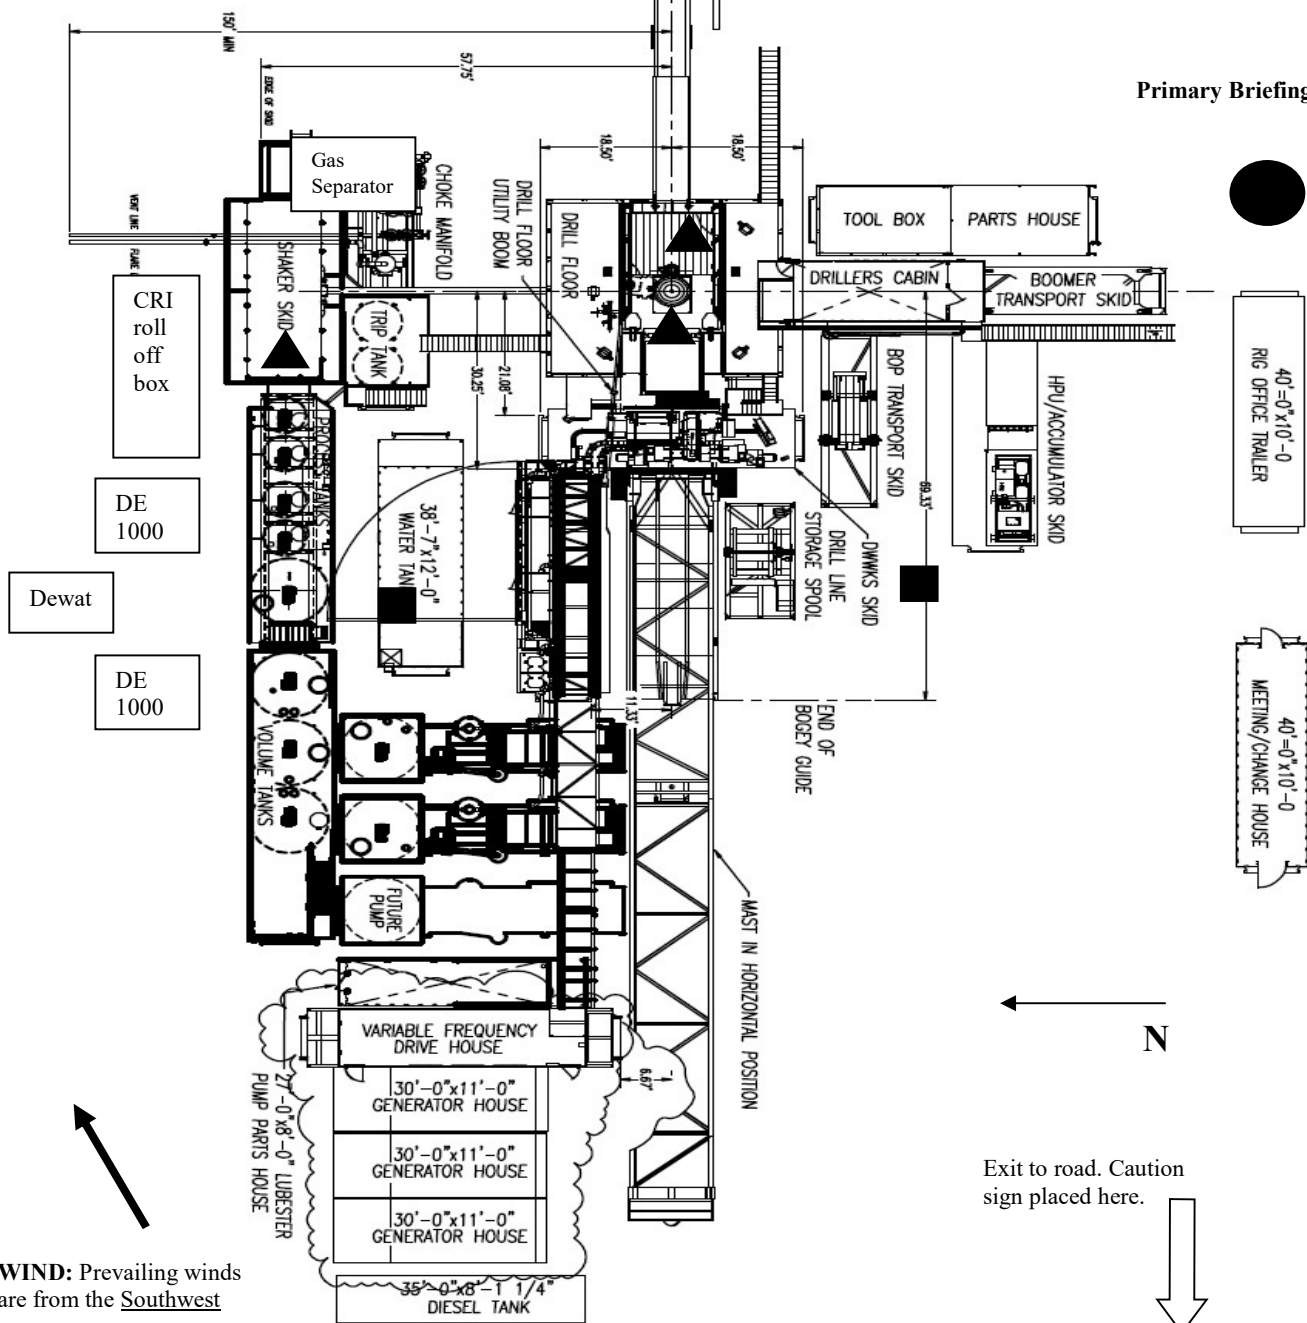 150' MIN
57.75'
EDGE OF SKID
Primary Briefing
18.50'
18.50'
Gas
Separator
CHOKE MANIFOLD
DRILL FLOOR
UTILITY BOOM
DRILL FLOOR
TOOL BOX
PARTS HOUSE
VENT LINE
FLARE
SHAKER SKID
DRILLERS CABIN
BOOMER
TRANSPORT SKID
CRI
roll
off
box
TRIP TANK
30.25'
21.08'
BOP TRANSPORT SKID
HPU/ACCUMULATOR SKID
40'=0"x10'-0
RIG OFFICE TRAILER
PROCESS TANKS
DE
1000
38'-7"x12'-0"
WATER TANK
69.33'
DRILL LINE
STORAGE SPOOL
DWWKS SKID
Dewat
DE
1000
11.33'
END OF
BOGEY GUIDE
40'=0"x10'-0
MEETING/CHANGE HOUSE
VOLUME TANKS
FUTURE
PUMP
MAST IN HORIZONTAL POSITION
VARIABLE FREQUENCY
DRIVE HOUSE
N
6.67'
27'-0"x8'-0" LUBESTER
PUMP PARTS HOUSE
30'-0"x11'-0"
GENERATOR HOUSE
30'-0"x11'-0"
GENERATOR HOUSE
30'-0"x11'-0"
GENERATOR HOUSE
Exit to road. Caution
sign placed here.
WIND: Prevailing winds
are from the Southwest
35'-0"x8'-1 1/4"
DIESEL TANK